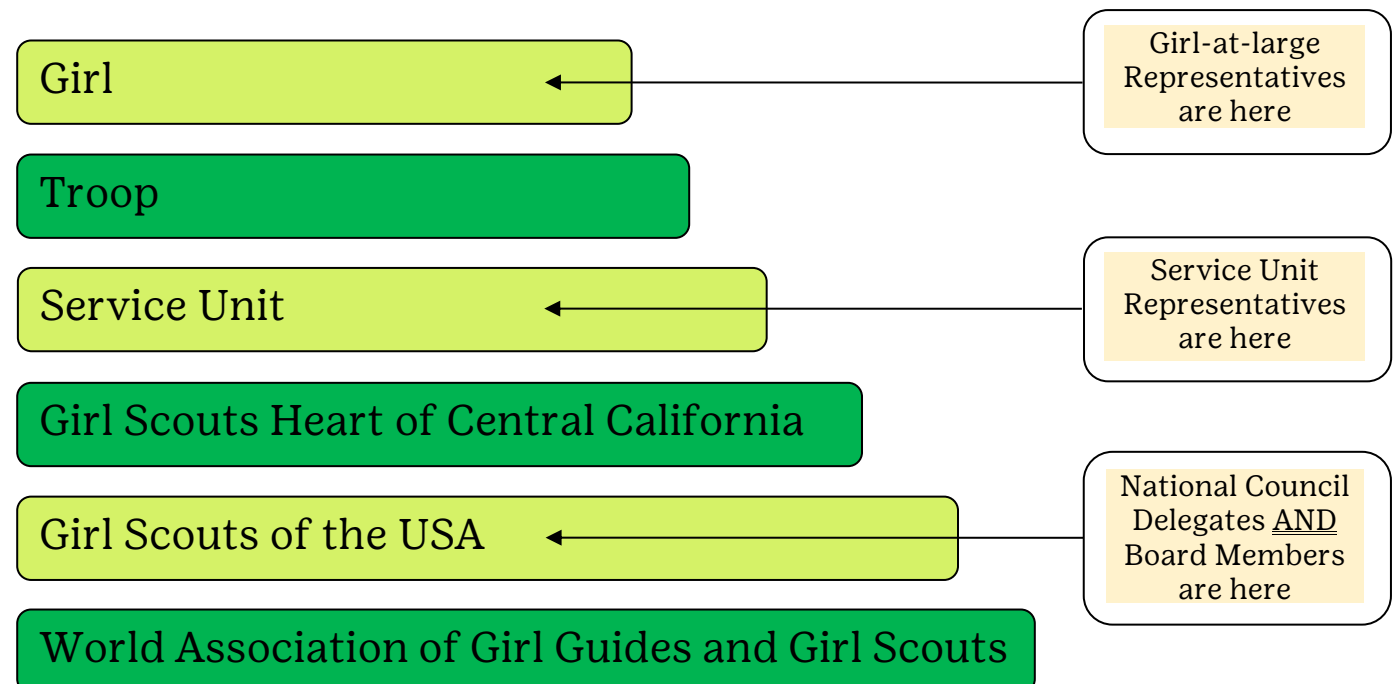 Girl
Girl-at-large
Representatives
are here
Troop
Service Unit
Service Unit
Representatives
are here
Girl Scouts Heart of Central California
Girl Scouts of the USA
National Council
Delegates AND
Board Members
are here
World Association of Girl Guides and Girl Scouts